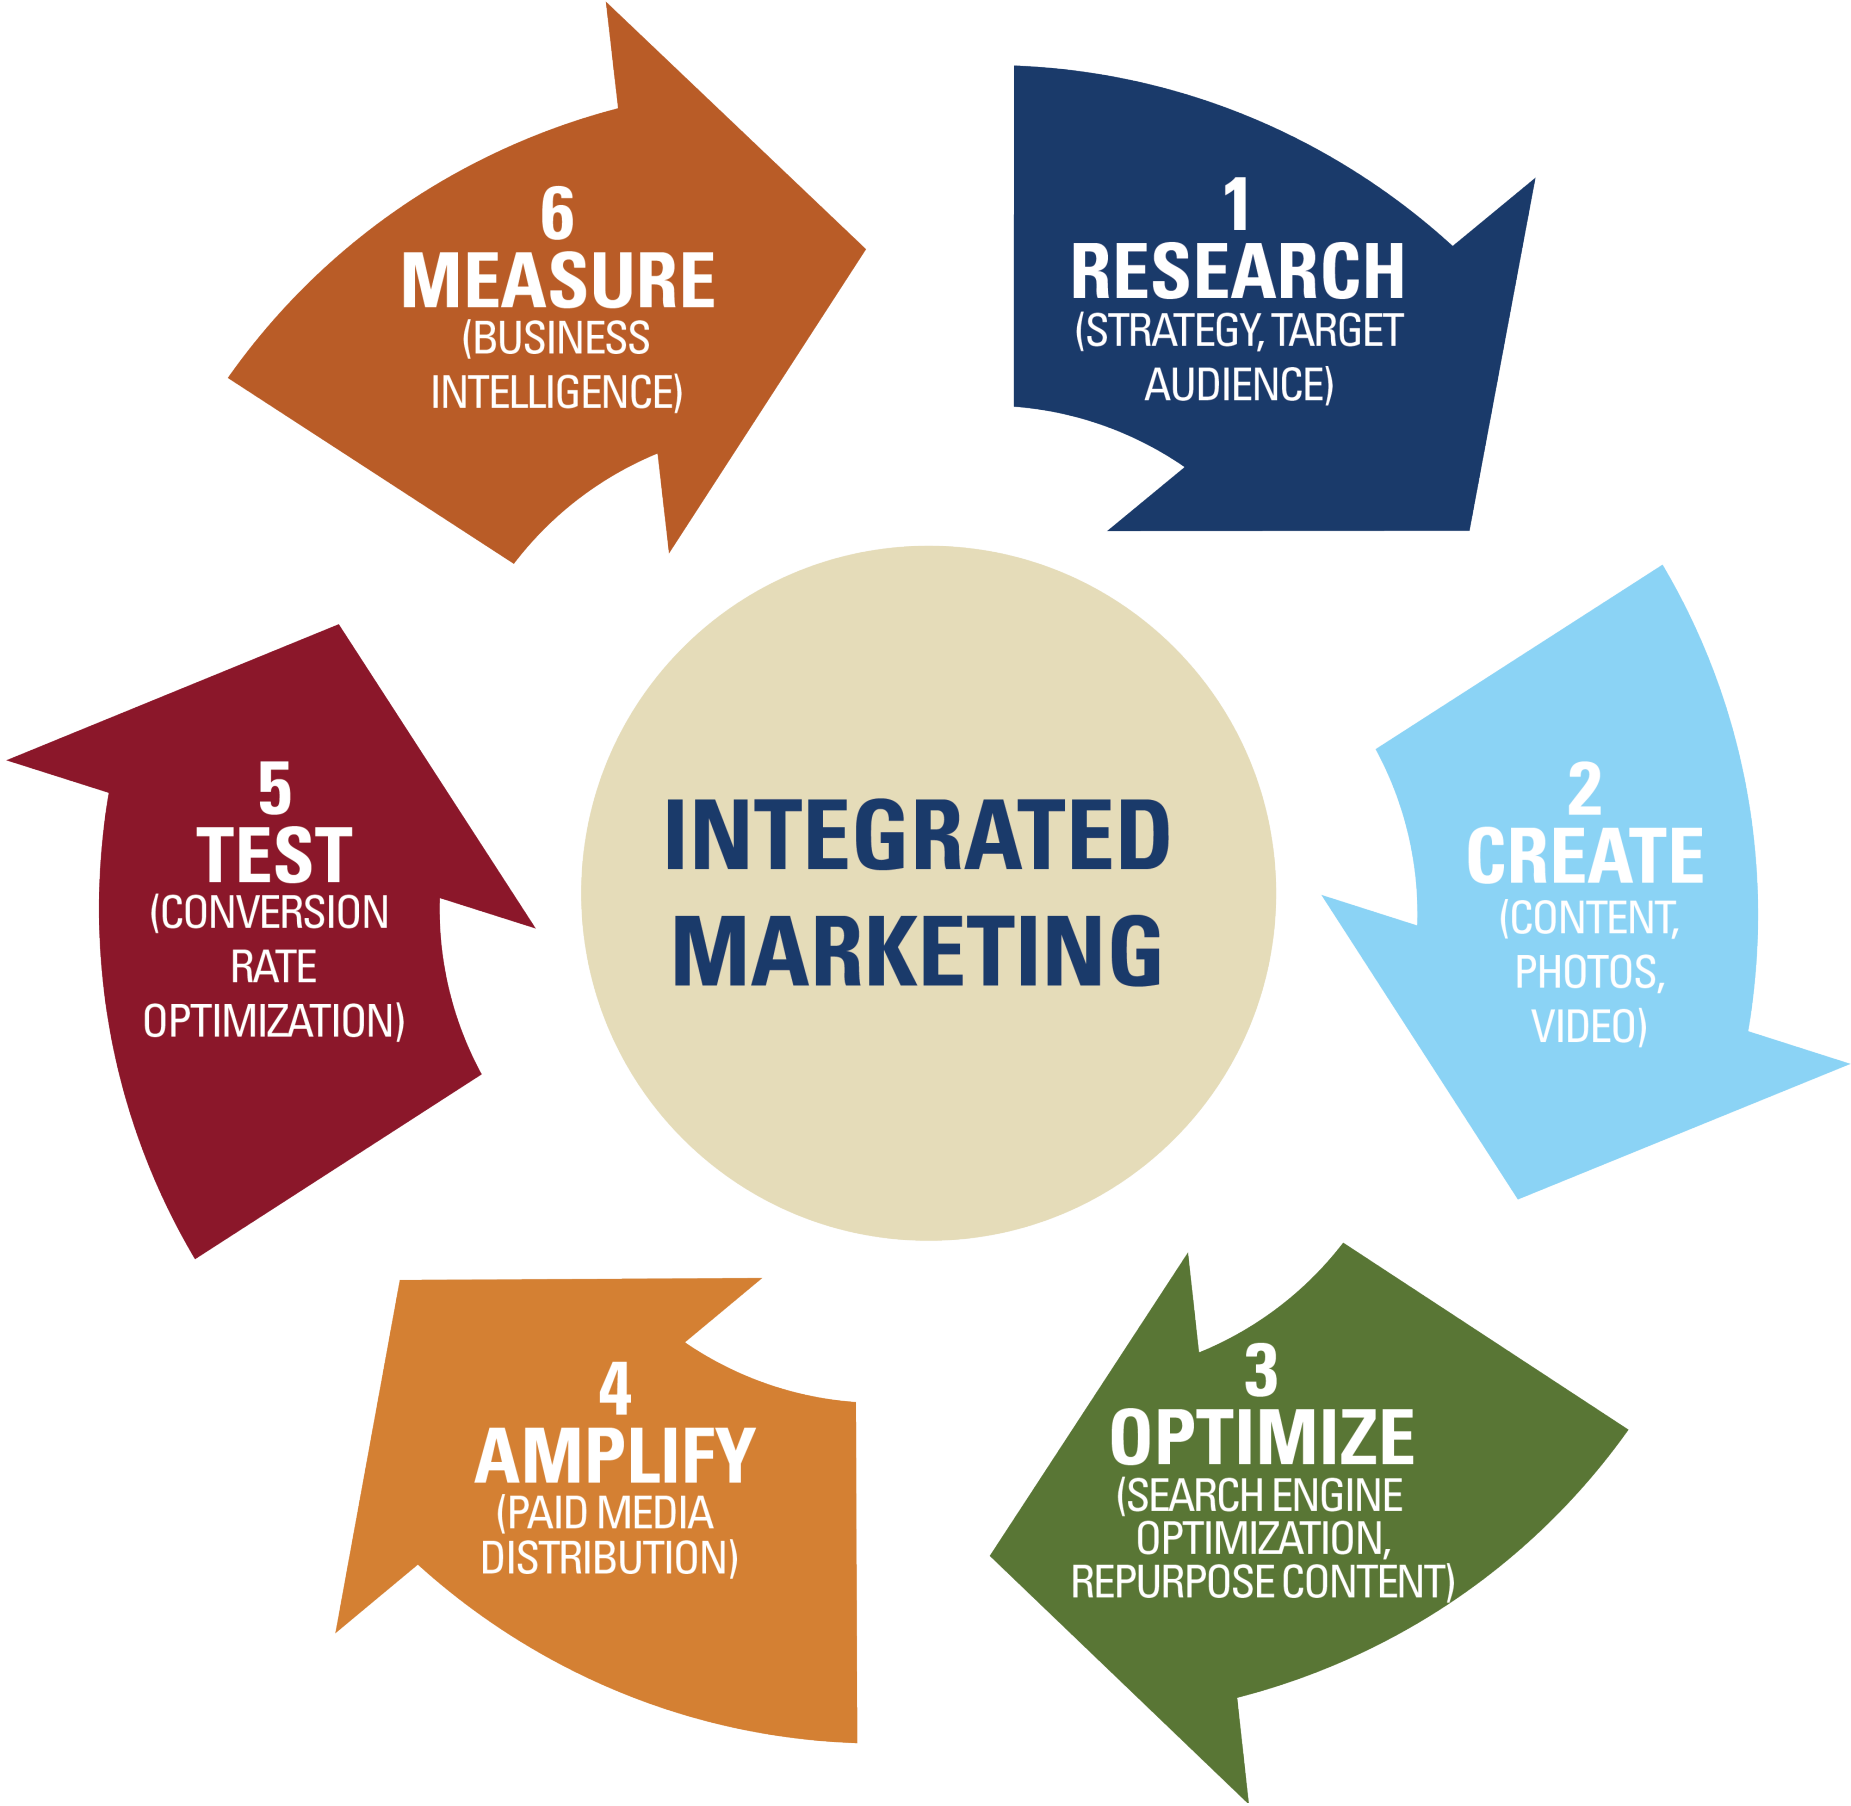 1
RESEARCH
(STRATEGY, TARGET
AUDIENCE)
2
CREATE
(CONTENT,
PHOTOS,
VIDEO)
3
OPTIMIZE
(SEARCH ENGINE
OPTIMIZATION,
REPURPOSE CONTENT)
4
AMPLIFY
(PAID MEDIA
DISTRIBUTION)
5
TEST
(CONVERSION
RATE
OPTIMIZATION)
6
MEASURE
(BUSINESS
INTELLIGENCE)
INTEGRATED
MARKETING